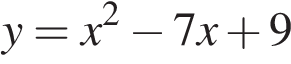 y = x² − 7x + 9